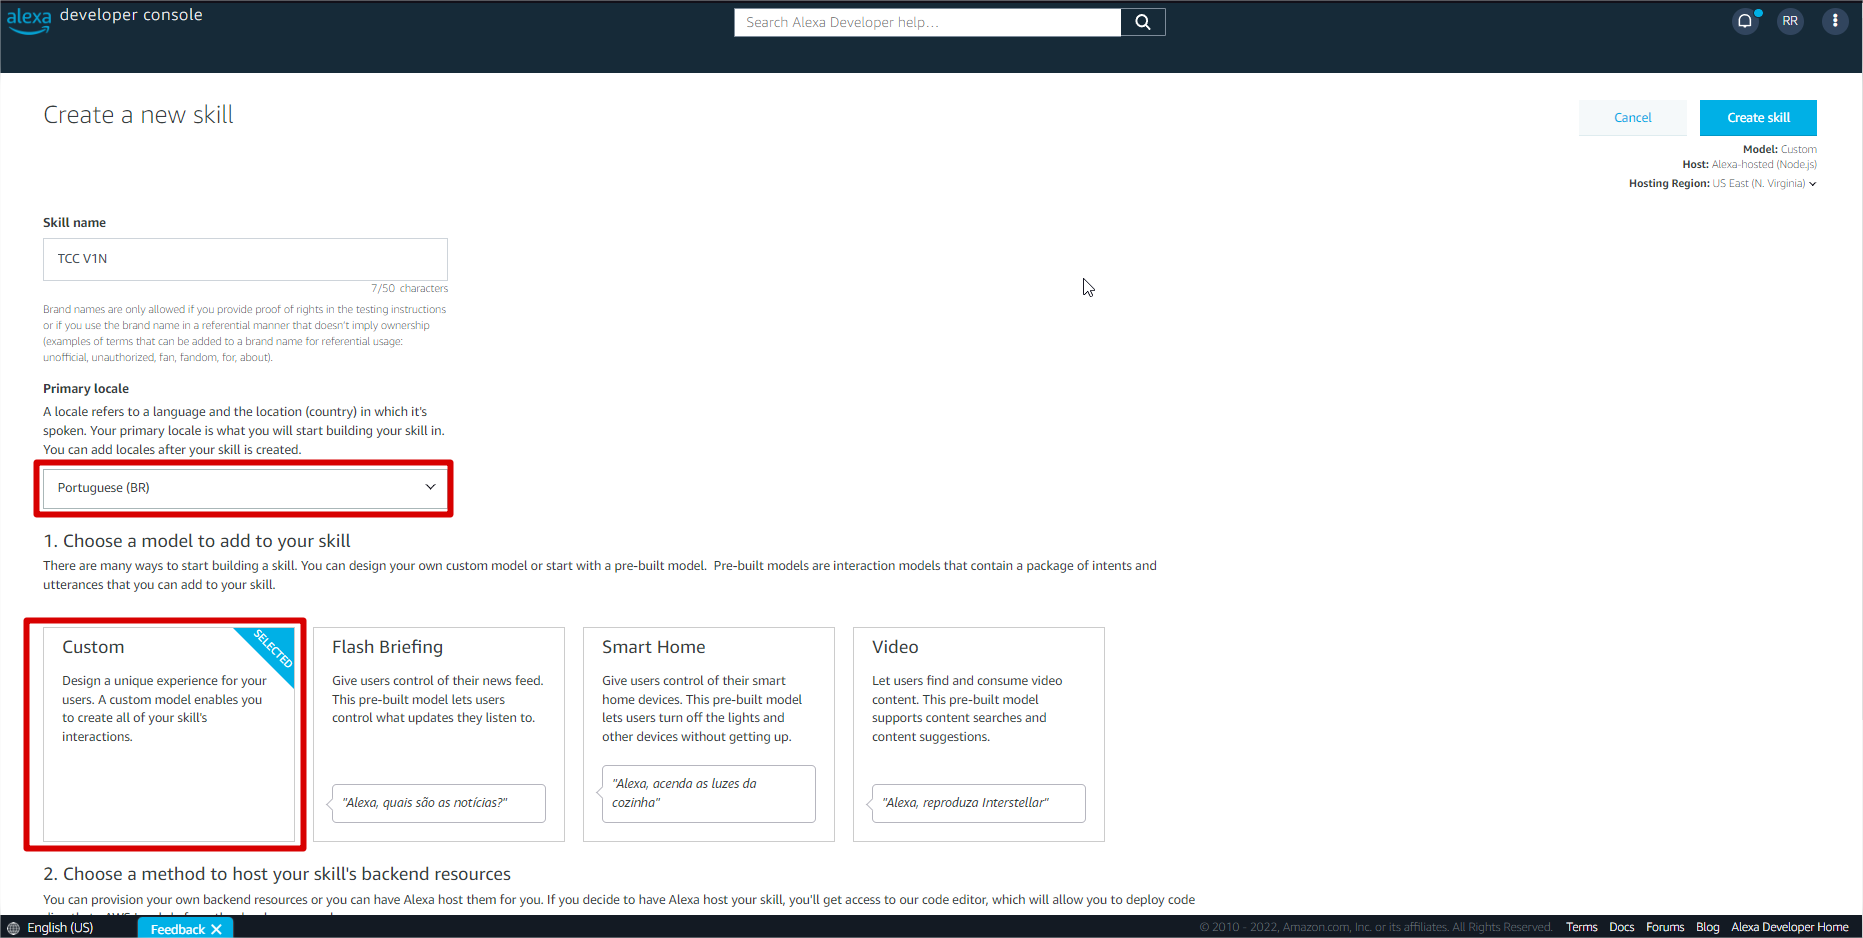 alexa developer console
Search Alexa Developer help...
RR
Create a new skill
Cancel
Create skill
Model: Custom
Host: Alexa-hosted (Node.js)
Hosting Region: US East (N. Virginia)
Skill name
TCC V1N
7/50 characters
Brand names are only allowed if you provide proof of rights in the testing instructions
or if you use the brand name in a referential manner that doesn't imply ownership
(examples of terms that can be added to a brand name for referential usage:
unofficial, unauthorized, fan, fandom, for, about).
Primary locale
A locale refers to a language and the location (country) in which it's
spoken. Your primary locale is what you will start building your skill in.
You can add locales after your skill is created.
Portuguese (BR)
1. Choose a model to add to your skill
There are many ways to start building a skill. You can design your own custom model or start with a pre-built model. Pre-built models are interaction models that contain a package of intents and
utterances that you can add to your skill.
Custom
SELECTED
Design a unique experience for your
users. A custom model enables you
to create all of your skill's
interactions.
Flash Briefing
Give users control of their news feed.
This pre-built model lets users
control what updates they listen to.
"Alexa, quais são as notícias?"
Smart Home
Give users control of their smart
home devices. This pre-built model
lets users turn off the lights and
other devices without getting up.
"Alexa, acenda as luzes da
cozinha"
Video
Let users find and consume video
content. This pre-built model
supports content searches and
content suggestions.
"Alexa, reproduza Interstellar"
2. Choose a method to host your skill's backend resources
You can provision your own backend resources or you can have Alexa host them for you. If you decide to have Alexa host your skill, you'll get access to our code editor, which will allow you to deploy code
English (US)
Feedback
© 2010 - 2022, Amazon.com, Inc. or its affiliates. All Rights Reserved.
Terms
Docs
Forums
Blog
Alexa Developer Home